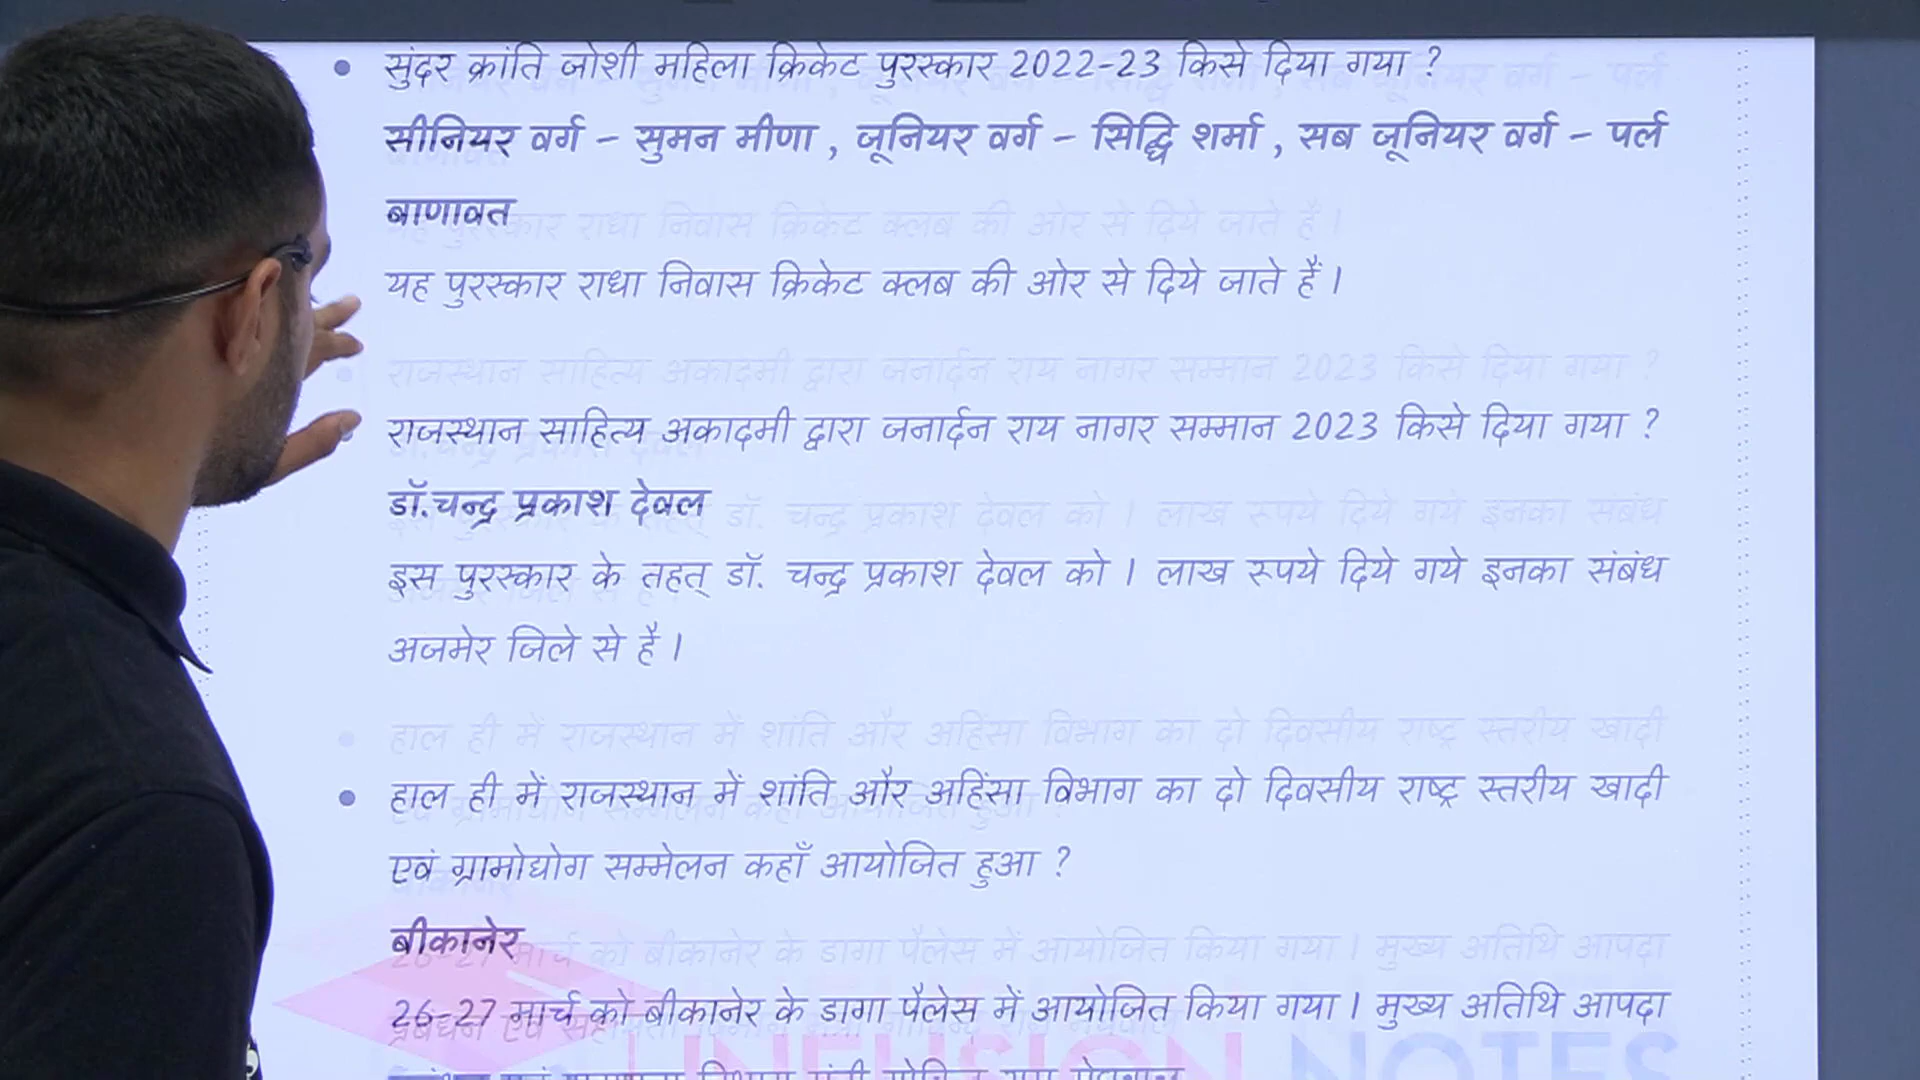 सुंदर क्रांति जोशी महिला क्रिकेट पुरस्कार 2022-23 किसे दिया गया ?
सीनियर वर्ग - सुमन मीणा , जूनियर वर्ग - सिद्धि शर्मा , सब जूनियर वर्ग - पर्ल
बाणावत
यह पुरस्कार राधा निवास क्रिकेट क्लब की ओर से दिये जाते हैं ।
राजस्थान साहित्य अकादमी द्वारा जनार्दन राय नागर सम्मान 2023 किसे दिया गया ?
डॉ.चन्द्र प्रकाश देवल
इस पुरस्कार के तहत् डॉ. चन्द्र प्रकाश देवल को 1 लाख रूपये दिये गये इनका संबंध
अजमेर जिले से है ।
हाल ही में राजस्थान में शांति और अहिंसा विभाग का दो दिवसीय राष्ट्र स्तरीय खादी
एवं ग्रामोद्योग सम्मेलन कहाँ आयोजित हुआ ?
बीकानेर
26-27 मार्च को बीकानेर के डागा पैलेस में आयोजित किया गया । मुख्य अतिथि आपदा
INFUSION NOTES